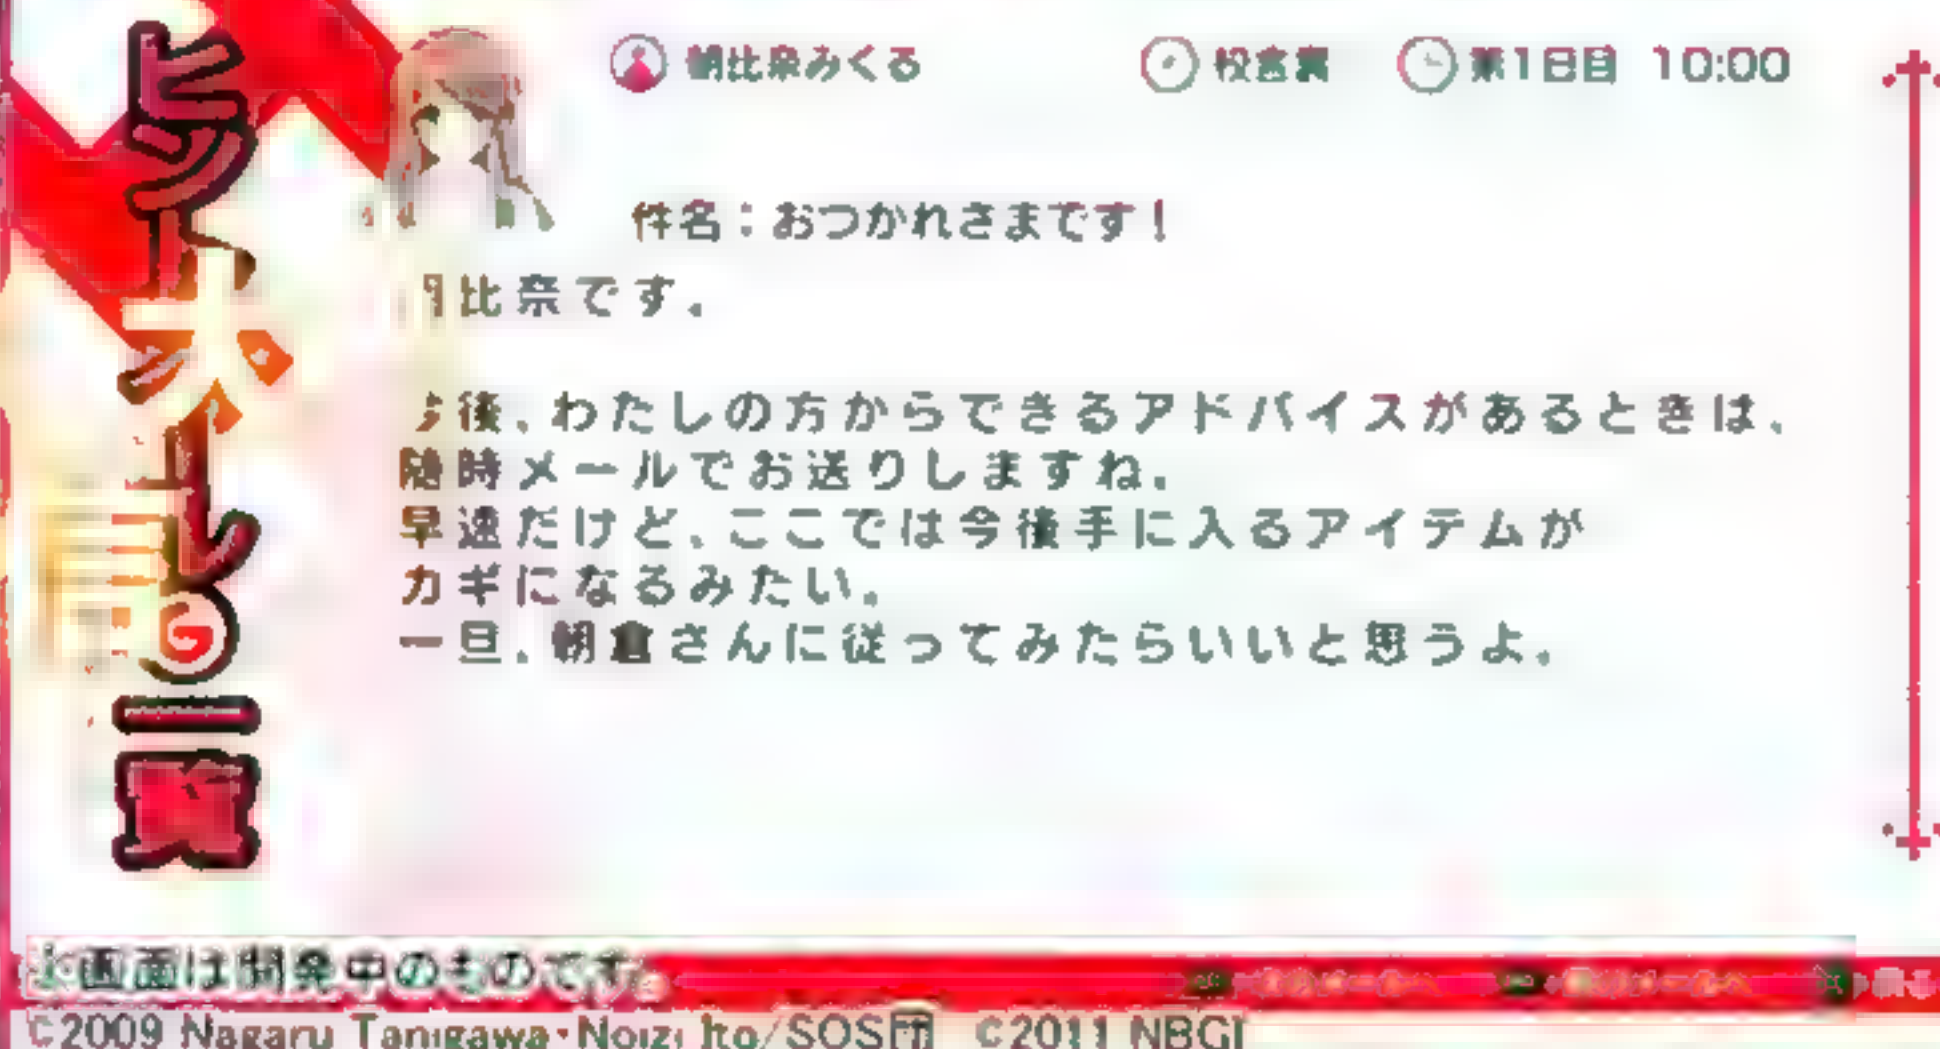 ヒントメール一覧
朝比奈みくる
第1日目 10:00
件名：おつかれさまです！
朝比奈です。
今後、わたしの方からできるアドバイスがあるときは、
随時メールでお送りしますね。
早速だけど、ここでは今後手に入るアイテムが
カギになるみたい。
一旦、朝倉さんに従ってみたらいいと思うよ。
※画面は開発中のものです。
©2009 Nagaru Tanigawa・Noizi Ito/SOS団 ©2011 NBGI